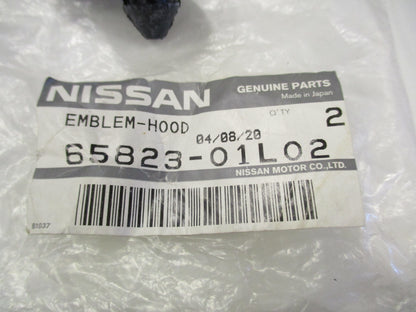 NISSAN GENUINE PARTS
Made in Japan
EMBLEM-HOOD Q'TY 2
04/08/20
65823-01L02
NISSAN MOTOR CO.,LTD.